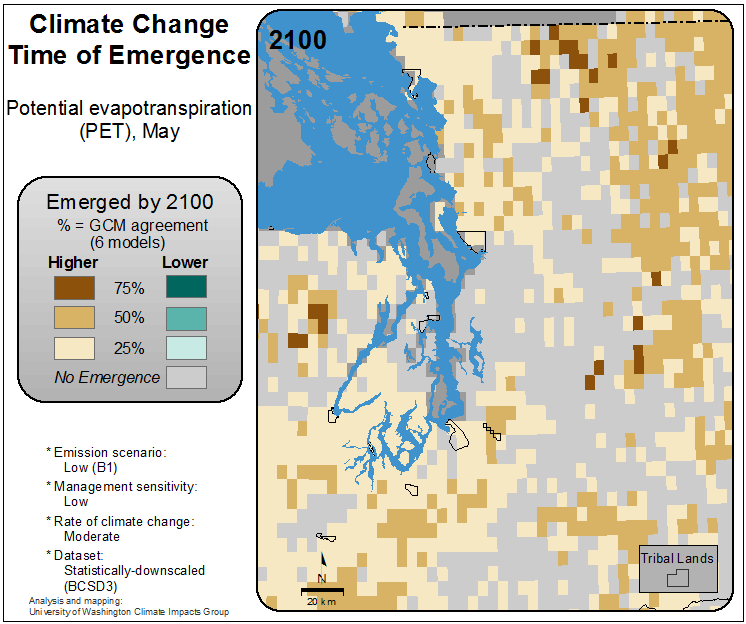 Climate Change
Time of Emergence
Potential evapotranspiration
(PET), May
Emerged by 2100
% = GCM agreement
(6 models)
Higher Lower
75%
50%
25%
No Emergence
* Emission scenario:
Low (B1)
* Management sensitivity:
Low
* Rate of climate change:
Moderate
* Dataset:
Statistically-downscaled
(BCSD3)
Analysis and mapping:
University of Washington Climate Impacts Group
2100
N
20 km
Tribal Lands